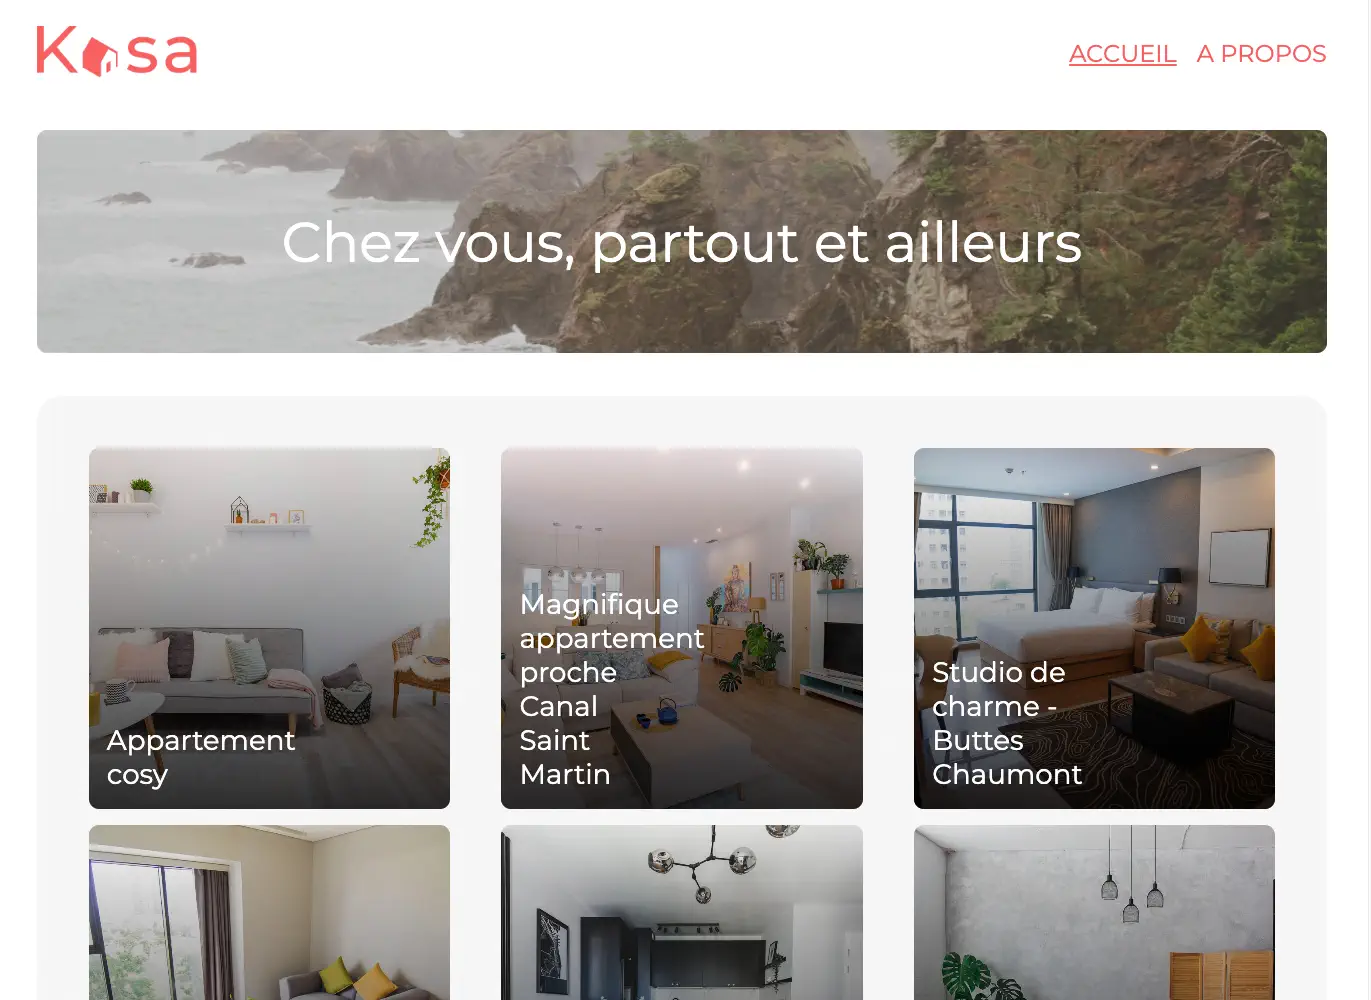 Kasa
ACCUEIL A PROPOS
Chez vous, partout et ailleurs
Appartement
cosy
Magnifique
appartement
proche
Canal
Saint
Martin
Studio de
charme -
Buttes
Chaumont